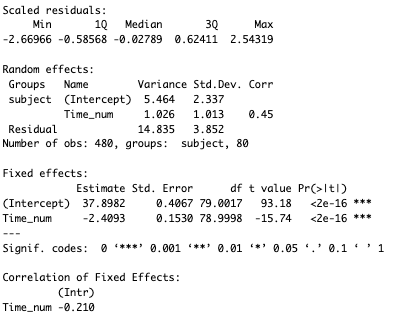 Scaled residuals:
Min 1Q Median 3Q Max
-2.66966 -0.58568 -0.02789 0.62411 2.54319
Random effects:
Groups Name Variance Std.Dev. Corr
subject (Intercept) 5.464 2.337
Time_num 1.026 1.013 0.45
Residual 14.835 3.852
Number of obs: 480, groups: subject, 80
Fixed effects:
Estimate Std. Error df t value Pr(>|t|)
(Intercept) 37.8982 0.4067 79.0017 93.18 <2e-16 ***
Time_num -2.4093 0.1530 78.9998 -15.74 <2e-16 ***
---
Signif. codes: 0 ‘***’ 0.001 ‘**’ 0.01 ‘*’ 0.05 ‘.’ 0.1 ‘ ’ 1
Correlation of Fixed Effects:
(Intr)
Time_num -0.210